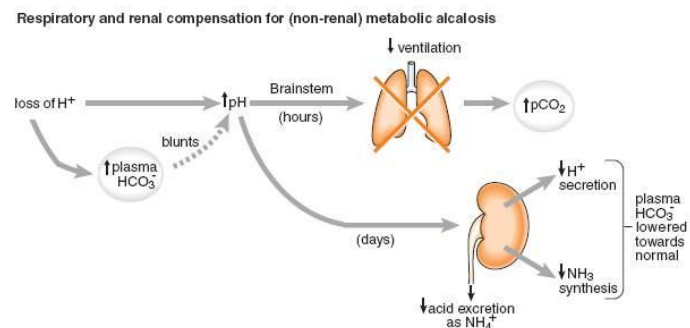 Respiratory and renal compensation for (non-renal) metabolic alcalosis
↓ ventilation
loss of H⁺
↑pH
Brainstem
(hours)
↑pCO₂
blunts
↑plasma
HCO₃⁻
(days)
↓H⁺
secretion
↓NH₃
synthesis
plasma
HCO₃⁻
lowered
towards
normal
↓acid excretion
as NH₄⁺